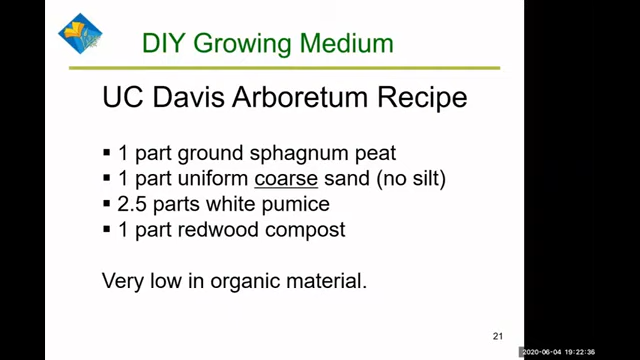 DIY Growing Medium
UC Davis Arboretum Recipe
▪ 1 part ground sphagnum peat
▪ 1 part uniform coarse sand (no silt)
▪ 2.5 parts white pumice
▪ 1 part redwood compost
Very low in organic material.
21
2020-06-04 19:22:36